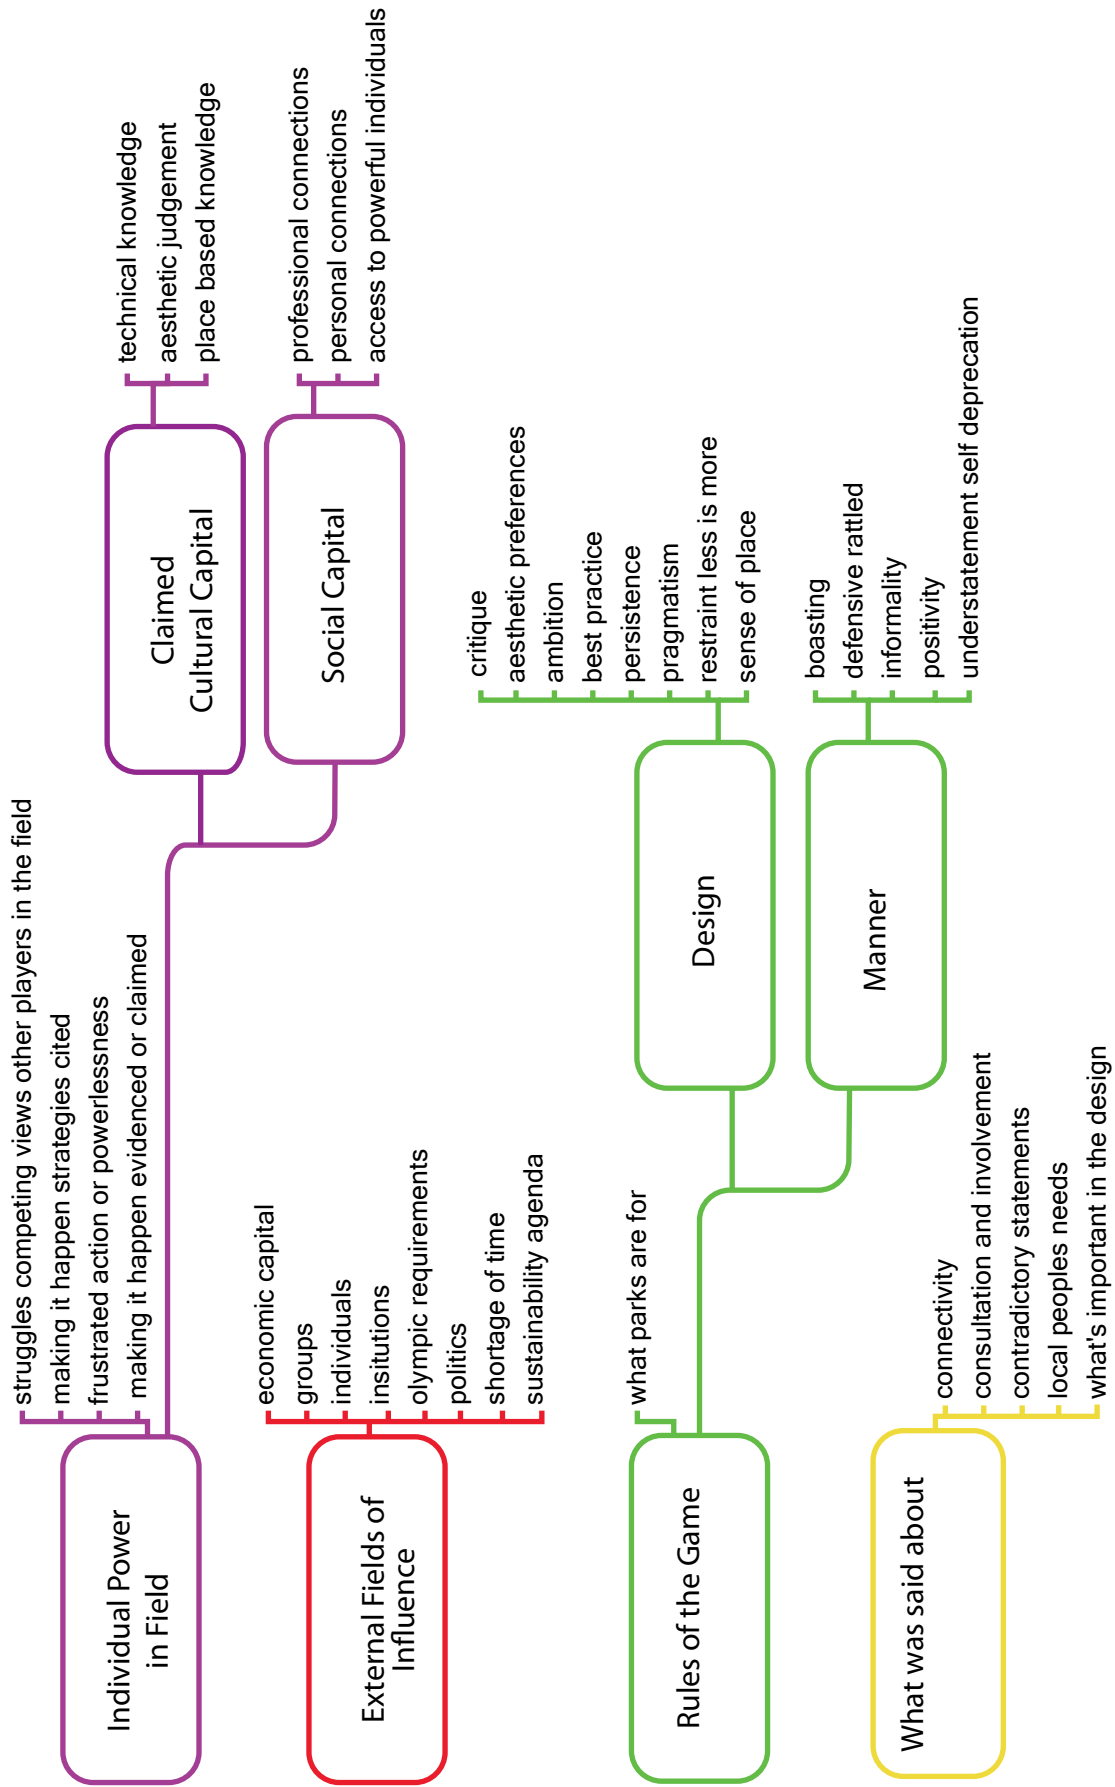 Individual Power
in Field
struggles competing views other players in the field
making it happen strategies cited
frustrated action or powerlessness
making it happen evidenced or claimed
Claimed
Cultural Capital
technical knowledge
aesthetic judgement
place based knowledge
Social Capital
professional connections
personal connections
access to powerful individuals
External Fields of
Influence
economic capital
groups
individuals
insitutions
olympic requirements
politics
shortage of time
sustainability agenda
Rules of the Game
what parks are for
Design
critique
aesthetic preferences
ambition
best practice
persistence
pragmatism
restraint less is more
sense of place
Manner
boasting
defensive rattled
informality
positivity
understatement self deprecation
What was said about
connectivity
consultation and involvement
contradictory statements
local peoples needs
what's important in the design